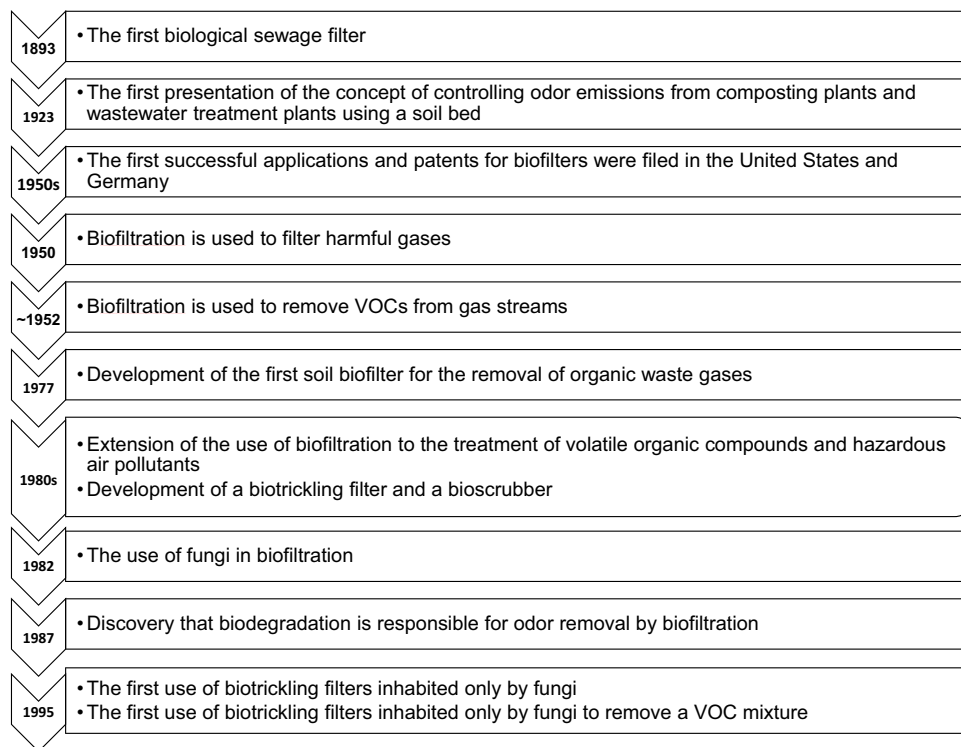 1893
• The first biological sewage filter
1923
• The first presentation of the concept of controlling odor emissions from composting plants and
wastewater treatment plants using a soil bed
1950s
• The first successful applications and patents for biofilters were filed in the United States and
Germany
1950
• Biofiltration is used to filter harmful gases
~1952
• Biofiltration is used to remove VOCs from gas streams
1977
• Development of the first soil biofilter for the removal of organic waste gases
1980s
• Extension of the use of biofiltration to the treatment of volatile organic compounds and hazardous
air pollutants
• Development of a biotrickling filter and a bioscrubber
1982
• The use of fungi in biofiltration
1987
• Discovery that biodegradation is responsible for odor removal by biofiltration
1995
• The first use of biotrickling filters inhabited only by fungi
• The first use of biotrickling filters inhabited only by fungi to remove a VOC mixture